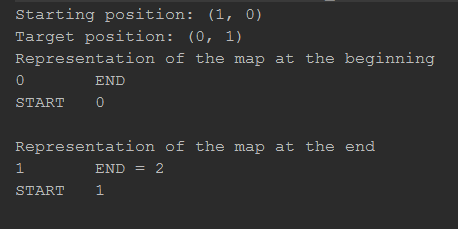 Starting position: (1, 0)
Target position: (0, 1)
Representation of the map at the beginning
0 END
START 0
Representation of the map at the end
1 END = 2
START 1